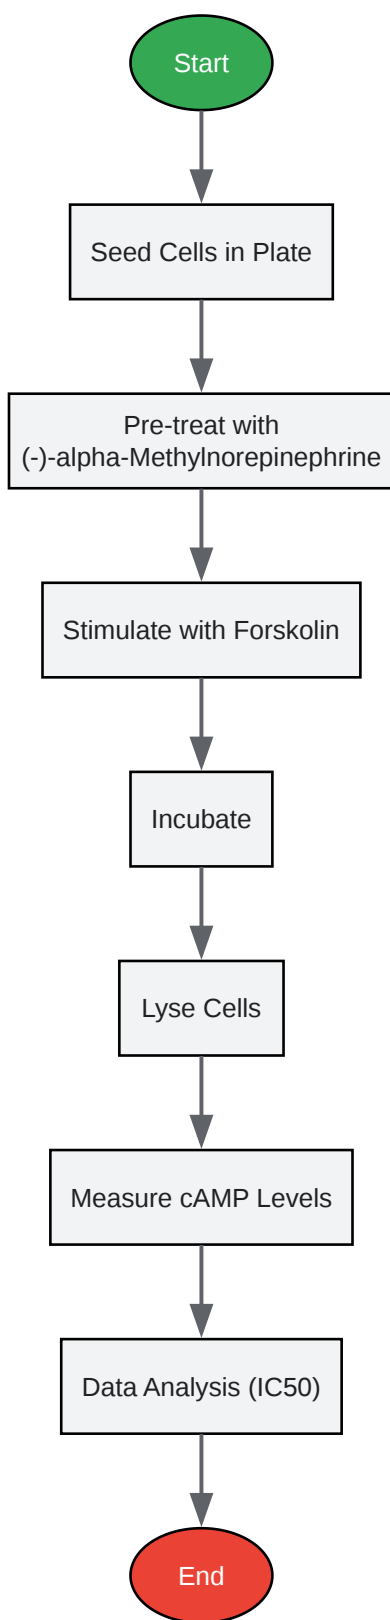 Start
Seed Cells in Plate
Pre-treat with
(-)-alpha-Methylnorepinephrine
Stimulate with Forskolin
Incubate
Lyse Cells
Measure cAMP Levels
Data Analysis (IC50)
End